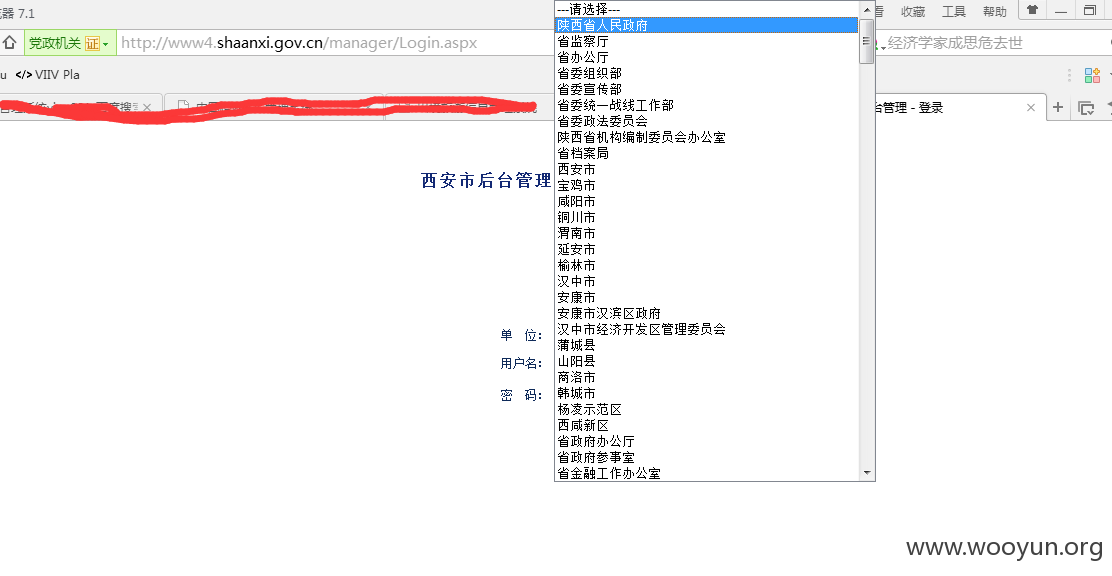 器 7.1
收藏 工具 帮助
党政机关 证 http://www4.shaanxi.gov.cn/manager/Login.aspx
经济学家成思危去世
u </> VIIV Pla
台管理 - 登录
西安市后台管理
单 位：
用户名：
密 码：
---请选择---
陕西省人民政府
省监察厅
省办公厅
省委组织部
省委宣传部
省委统一战线工作部
省委政法委员会
陕西省机构编制委员会办公室
省档案局
西安市
宝鸡市
咸阳市
铜川市
渭南市
延安市
榆林市
汉中市
安康市
安康市汉滨区政府
汉中市经济开发区管理委员会
蒲城县
山阳县
商洛市
韩城市
杨凌示范区
西咸新区
省政府办公厅
省政府参事室
省金融工作办公室
www.wooyun.org